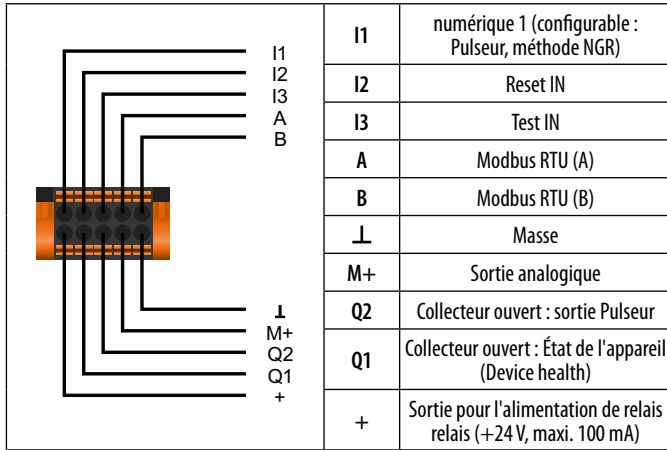 I1
I2
I3
A
B
⊥
M+
Q2
Q1
+
I1 numérique 1 (configurable :
Pulseur, méthode NGR)
I2 Reset IN
I3 Test IN
A Modbus RTU (A)
B Modbus RTU (B)
⊥ Masse
M+ Sortie analogique
Q2 Collecteur ouvert : sortie Pulseur
Q1 Collecteur ouvert : État de l'appareil
(Device health)
+ Sortie pour l'alimentation de relais
relais (+24 V, maxi. 100 mA)